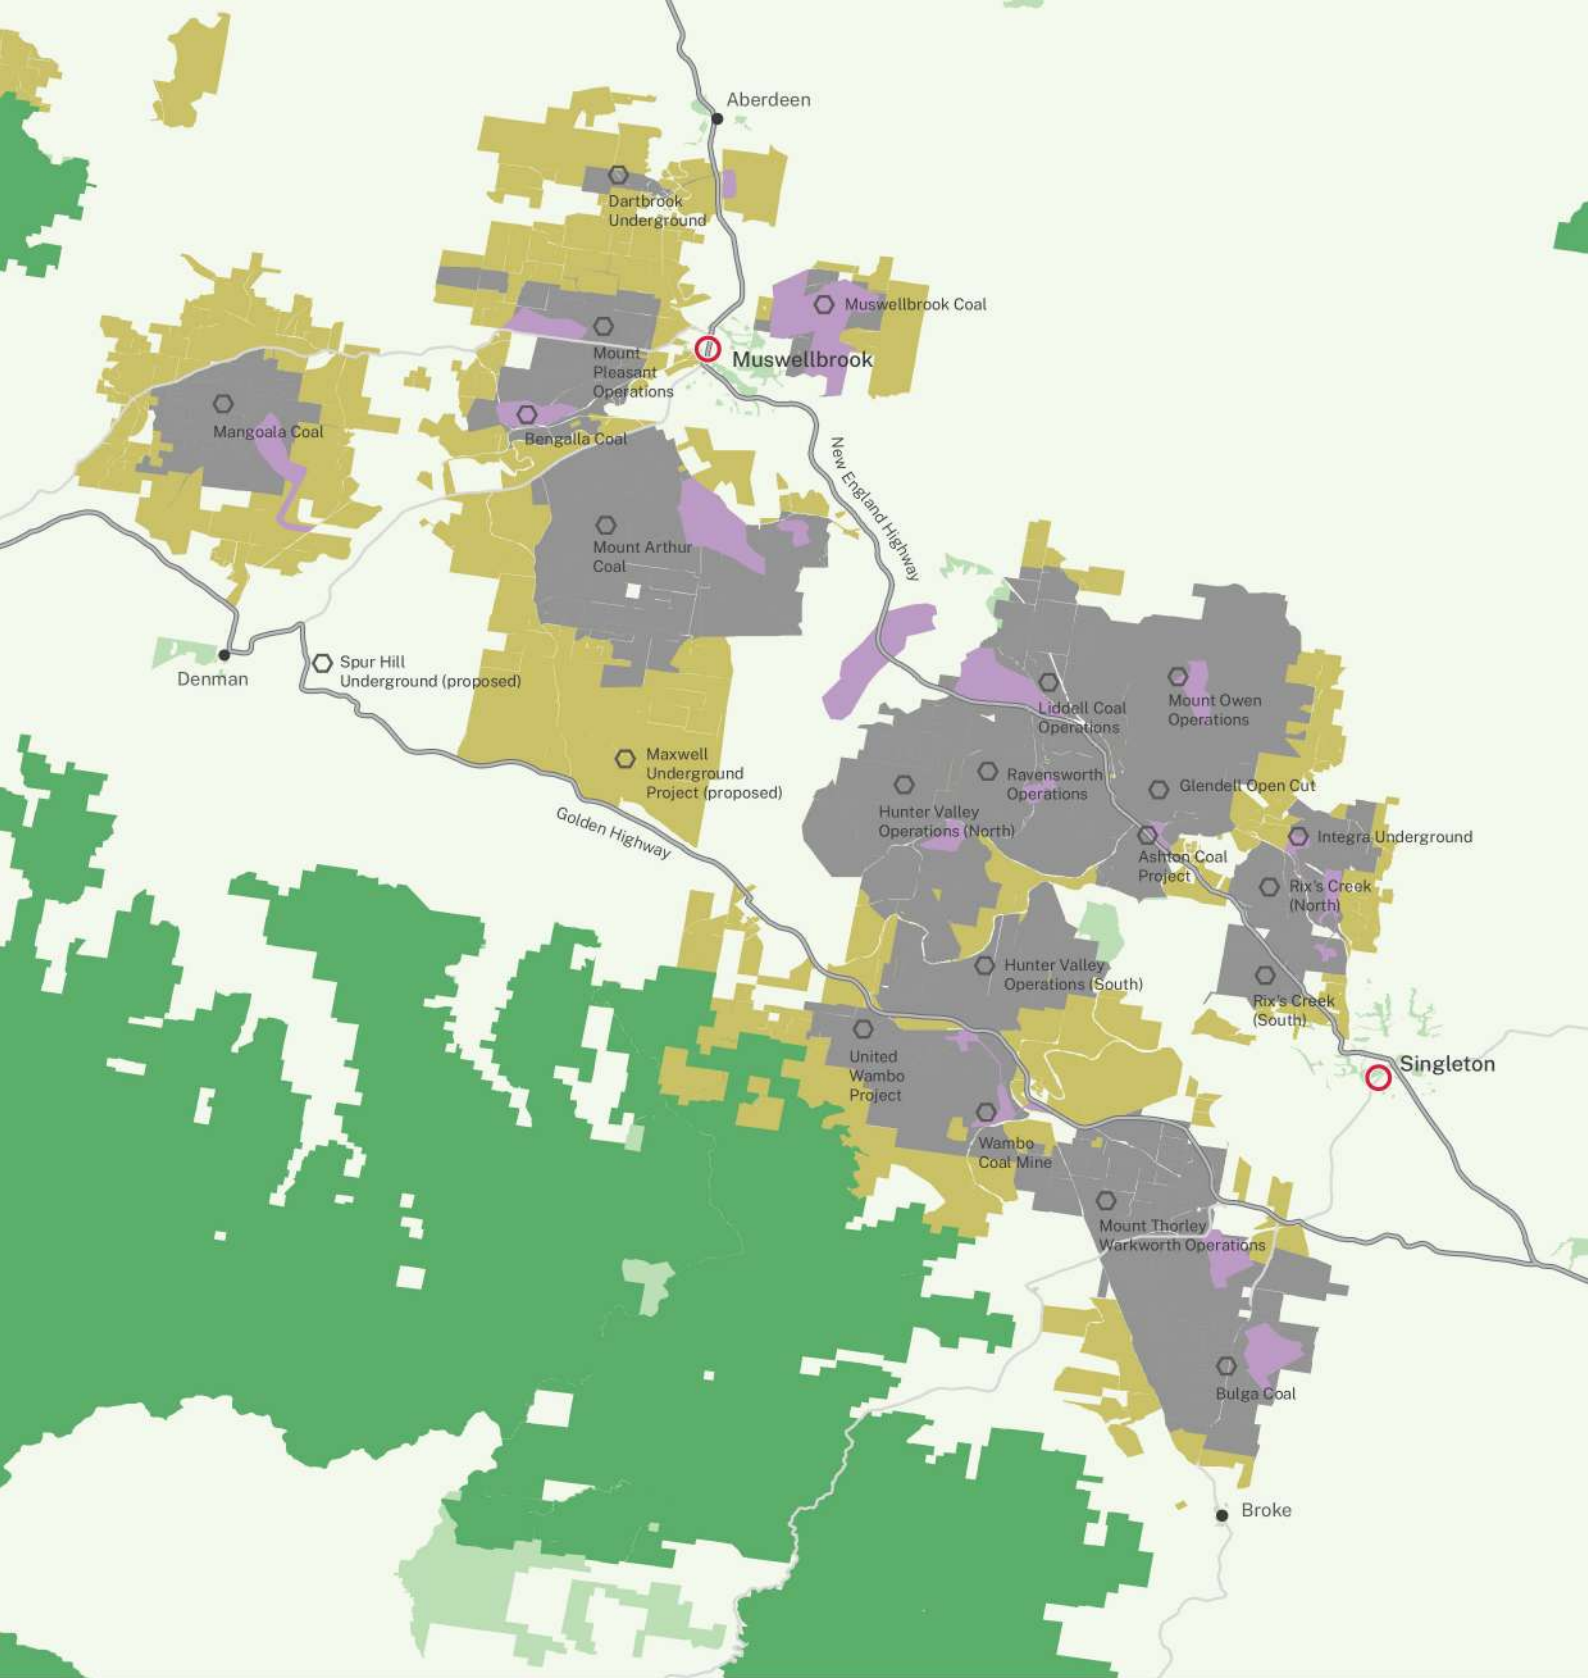 Aberdeen
Dartbrook
Underground
Muswellbrook Coal
Mount
Pleasant
Operations
Muswellbrook
Mangoala Coal
Bengalla Coal
New England Highway
Mount Arthur
Coal
Spur Hill
Underground (proposed)
Denman
Liddell Coal
Operations
Mount Owen
Operations
Maxwell
Underground
Project (proposed)
Ravensworth
Operations
Glendell Open Cut
Hunter Valley
Operations (North)
Golden Highway
Integra Underground
Ashton Coal
Project
Rix's Creek
(North)
Hunter Valley
Operations (South)
Rix's Creek
(South)
United
Wambo
Project
Singleton
Wambo
Coal Mine
Mount Thorley
Warkworth Operations
Bulga Coal
Broke